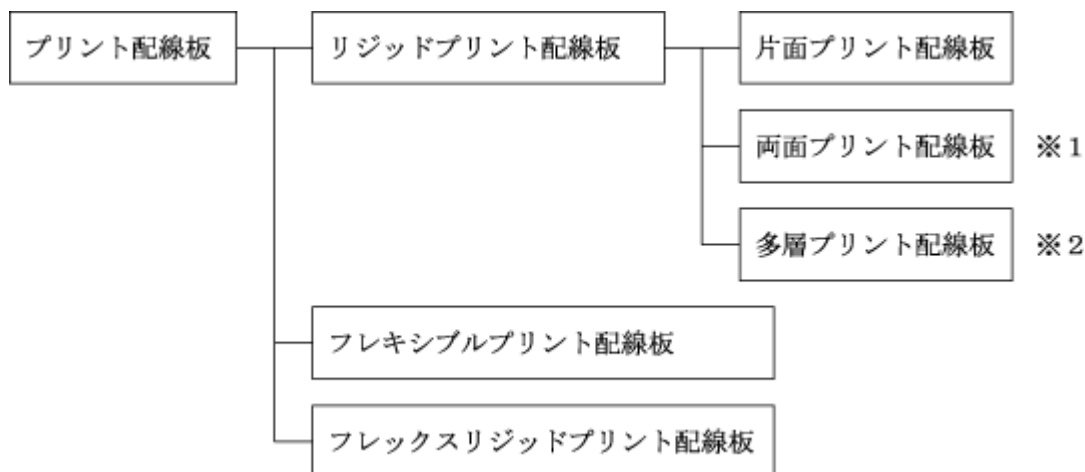 プリント配線板
リジッドプリント配線板
片面プリント配線板
両面プリント配線板 ※1
多層プリント配線板 ※2
フレキシブルプリント配線板
フレックスリジッドプリント配線板